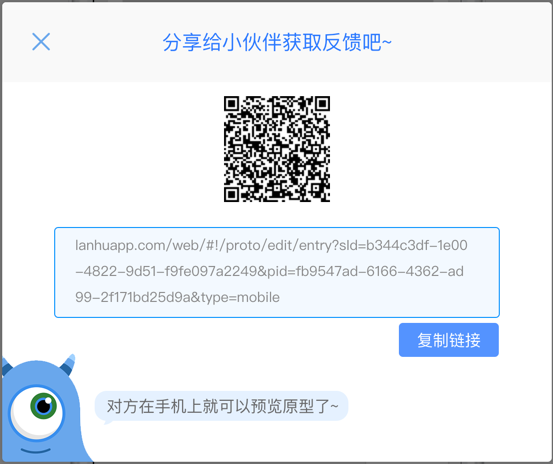 分享给小伙伴获取反馈吧~
lanhuapp.com/web/#!/proto/edit/entry?sId=b344c3df-1e00
-4822-9d51-f9fe097a2249&pid=fb9547ad-6166-4362-ad
99-2f171bd25d9a&type=mobile
复制链接
对方在手机上就可以预览原型了~